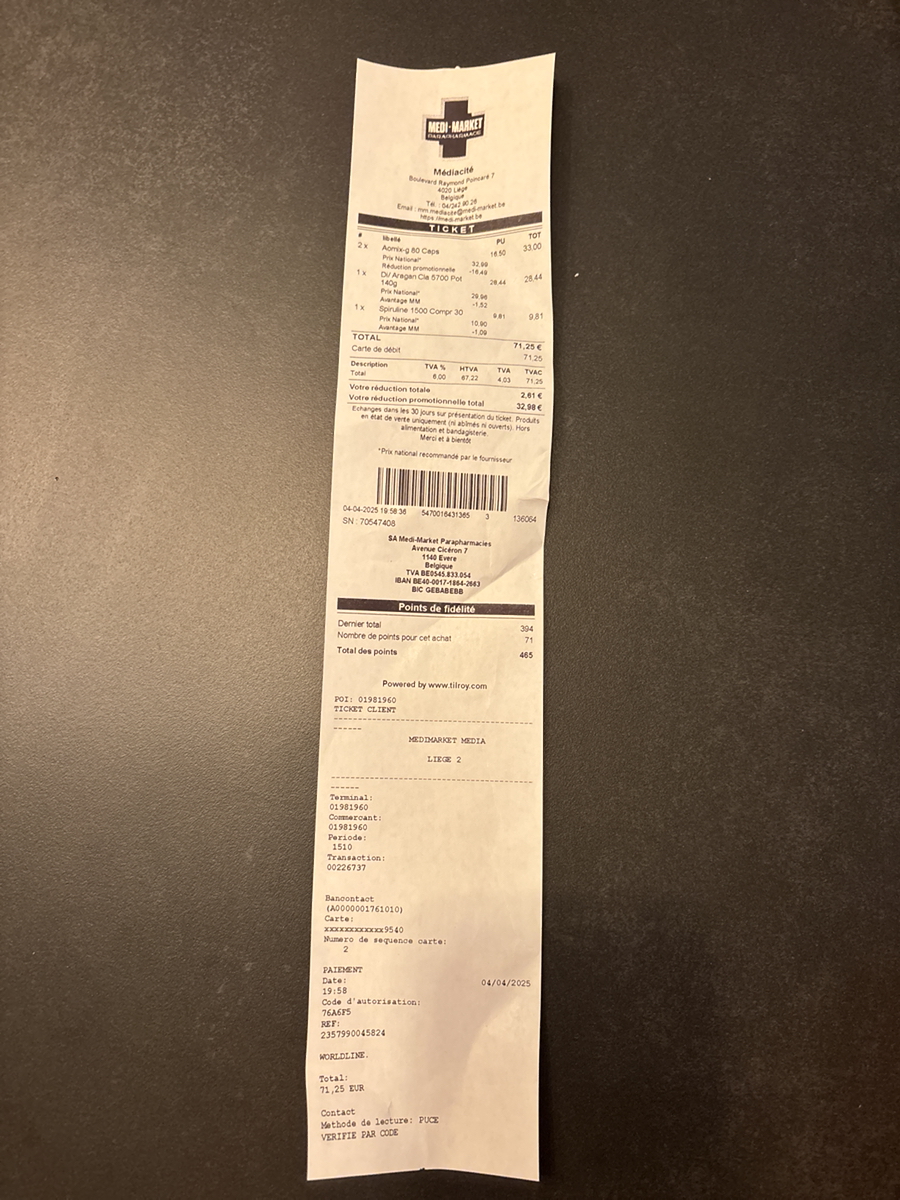 MEDI-MARKET
PARAPHARMACIE
Médiacité
Boulevard Raymond Poincaré 7
4020 Liège
Belgique
Tél. : 04/242 80 28
Email : mm.mediacite@medi-market.be
https://medi-market.be
TICKET
# libellé PU TOT
2 x Aomix-g 80 Caps 16,50 33,00
Prix National* 32,99
Réduction promotionnelle -16,49
1 x Di/ Aragan Cla 5700 Pot 28,44 28,44
140g
Prix National* 29,96
Avantage MM -1,52
1 x Spiruline 1500 Compr 30 9,81 9,81
Prix National* 10,90
Avantage MM -1,09
TOTAL 71,25 €
Carte de débit 71,25
Description TVA % HTVA TVA TVAC
Total 6,00 67,22 4,03 71,25
Votre réduction totale 2,61 €
Votre réduction promotionnelle total 32,98 €
Echanges dans les 30 jours sur présentation du ticket. Produits
en état de vente uniquement (ni abîmés ni ouverts). Hors
alimentation et bandagisterie.
Merci et à bientôt
*Prix national recommandé par le fournisseur
04-04-2025 19:58:36 5470016431365 3 136064
SN : 70547408
SA Medi-Market Parapharmacies
Avenue Cicéron 7
1140 Evere
Belgique
TVA BE0545.833.054
IBAN BE40-0017-1864-2663
BIC GEBABEBB
Points de fidélité
Dernier total 394
Nombre de points pour cet achat 71
Total des points 465
Powered by www.tilroy.com
POI: 01981960
TICKET CLIENT
------------------------------------------
------
MEDIMARKET MEDIA
LIEGE 2
------------------------------------------
------
Terminal:
01981960
Commercant:
01981960
Periode:
1510
Transaction:
00226737
Bancontact
(A0000001761010)
Carte:
xxxxxxxxxxxxx9540
Numero de sequence carte:
2
PAIEMENT
Date: 04/04/2025
19:58
Code d'autorisation:
76A6F5
REF:
2357990045824
WORLDLINE.
Total:
71,25 EUR
Contact
Methode de lecture: PUCE
VERIFIE PAR CODE